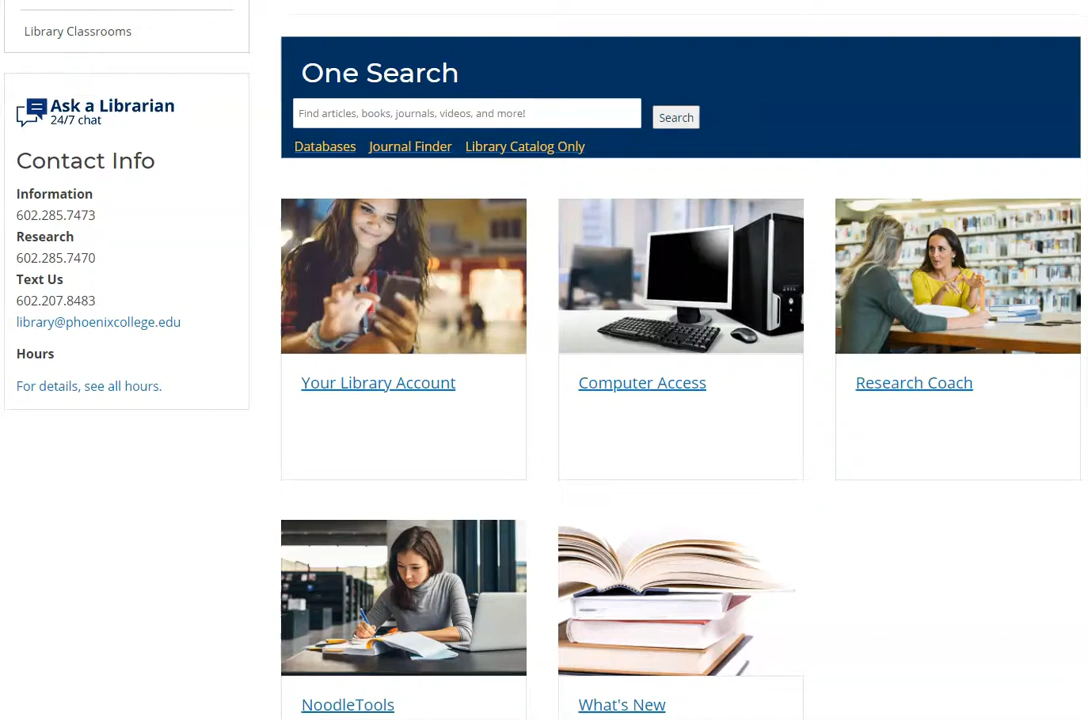 Library Classrooms
Ask a Librarian
24/7 chat
Contact Info
Information
602.285.7473
Research
602.285.7470
Text Us
602.207.8483
library@phoenixcollege.edu
Hours
For details, see all hours.
One Search
Find articles, books, journals, videos, and more!
Search
Databases Journal Finder Library Catalog Only
Your Library Account
Computer Access
Research Coach
NoodleTools
What's New